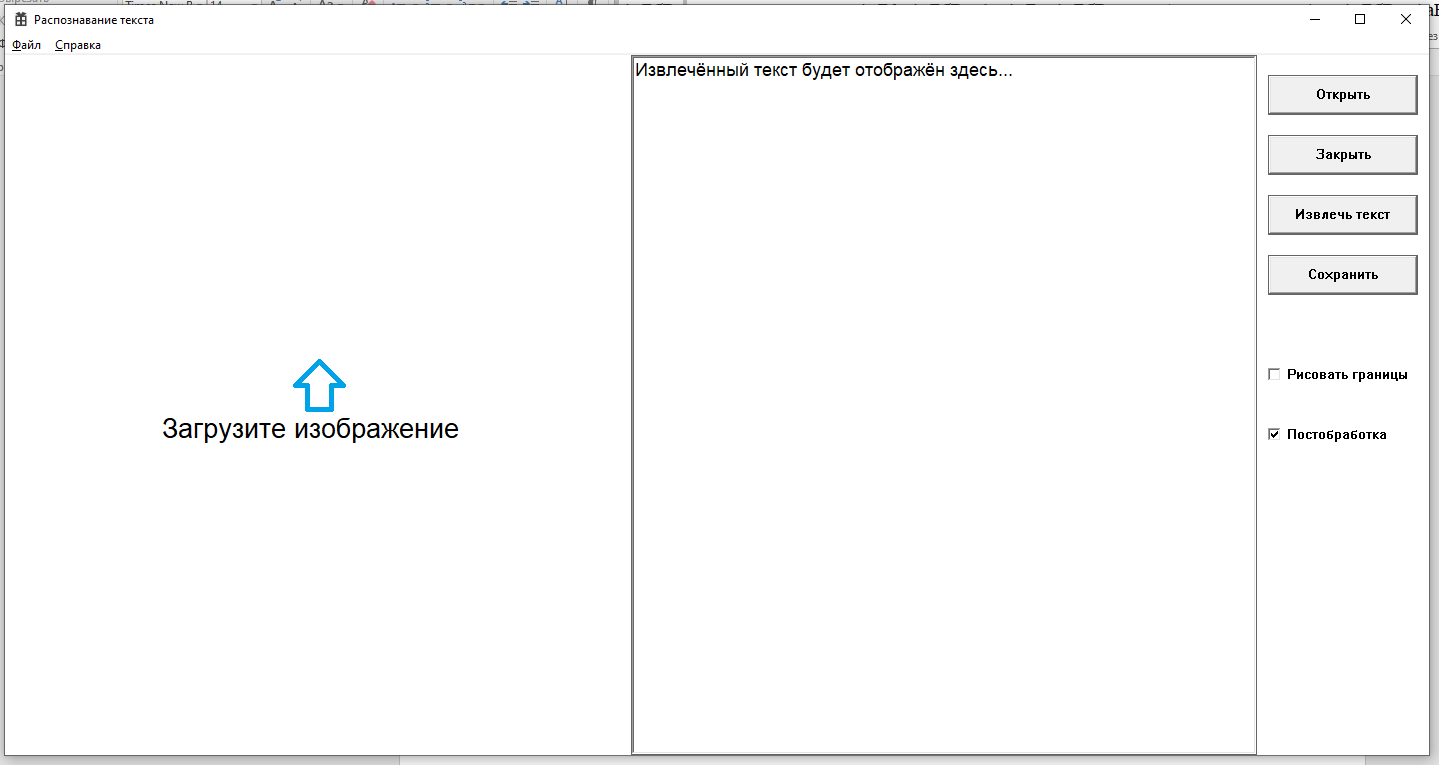 Распознавание текста
Файл Справка
Извлечённый текст будет отображён здесь...
Загрузите изображение
Открыть
Закрыть
Извлечь текст
Сохранить
Рисовать границы
Постобработка